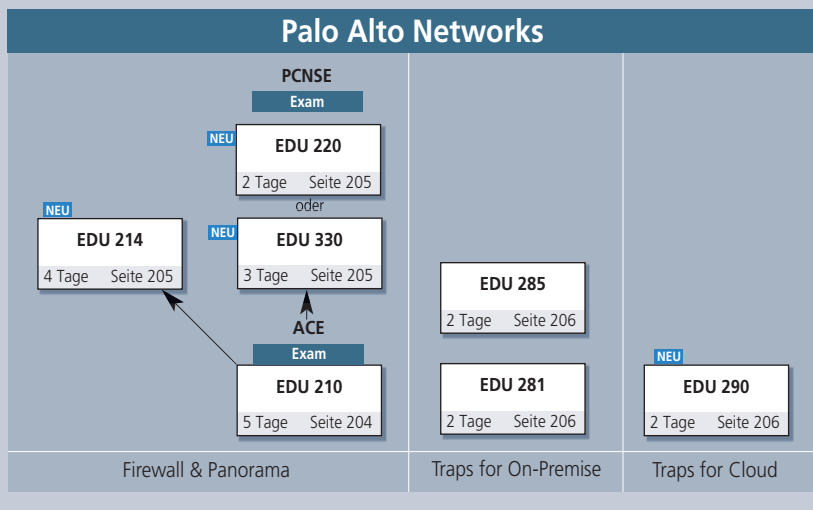 Palo Alto Networks
PCNSE
Exam
NEU
EDU 220
2 Tage Seite 205
oder
NEU
EDU 214
4 Tage Seite 205
NEU
EDU 330
3 Tage Seite 205
ACE
Exam
EDU 210
5 Tage Seite 204
EDU 285
2 Tage Seite 206
EDU 281
2 Tage Seite 206
NEU
EDU 290
2 Tage Seite 206
Firewall & Panorama
Traps for On-Premise
Traps for Cloud